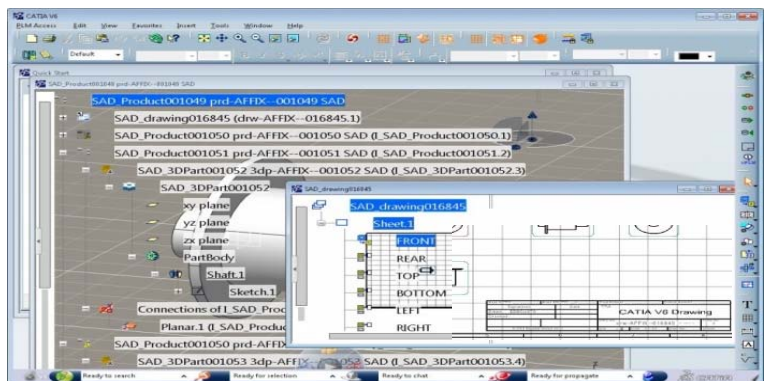 CATIA V6
PLM Access Edit View Favorites Insert Tools Window Help
Default
Quick Start
SAD_Product001049 prd-AFFIX--001049 SAD
SAD_Product001049 prd-AFFIX--001049 SAD
SAD_drawing016845 (drw-AFFIX--016845.1)
SAD_Product001050 prd-AFFIX--001050 SAD (I_SAD_Product001050.1)
SAD_Product001051 prd-AFFIX--001051 SAD (I_SAD_Product001051.2)
SAD_3DPart001052 3dp-AFFIX--001052 SAD (I_SAD_3DPart001052.3)
SAD_3DPart001052
xy plane
yz plane
zx plane
PartBody
Shaft.1
Sketch.1
Connections of I_SAD_Proc
Planar.1 (I_SAD_Produc
SAD_Product001050 prd-AFFI
SAD_3DPart001053 3dp-AFFIX--001053 SAD (I_SAD_3DPart001053.4)
SAD_drawing016845
SAD_drawing016845
Sheet.1
FRONT
REAR
TOP
BOTTOM
LEFT
RIGHT
CATIA V6 Drawing
drw-AFFIX--016845
Ready to search
Ready for selection
Ready to chat
Ready for propagate